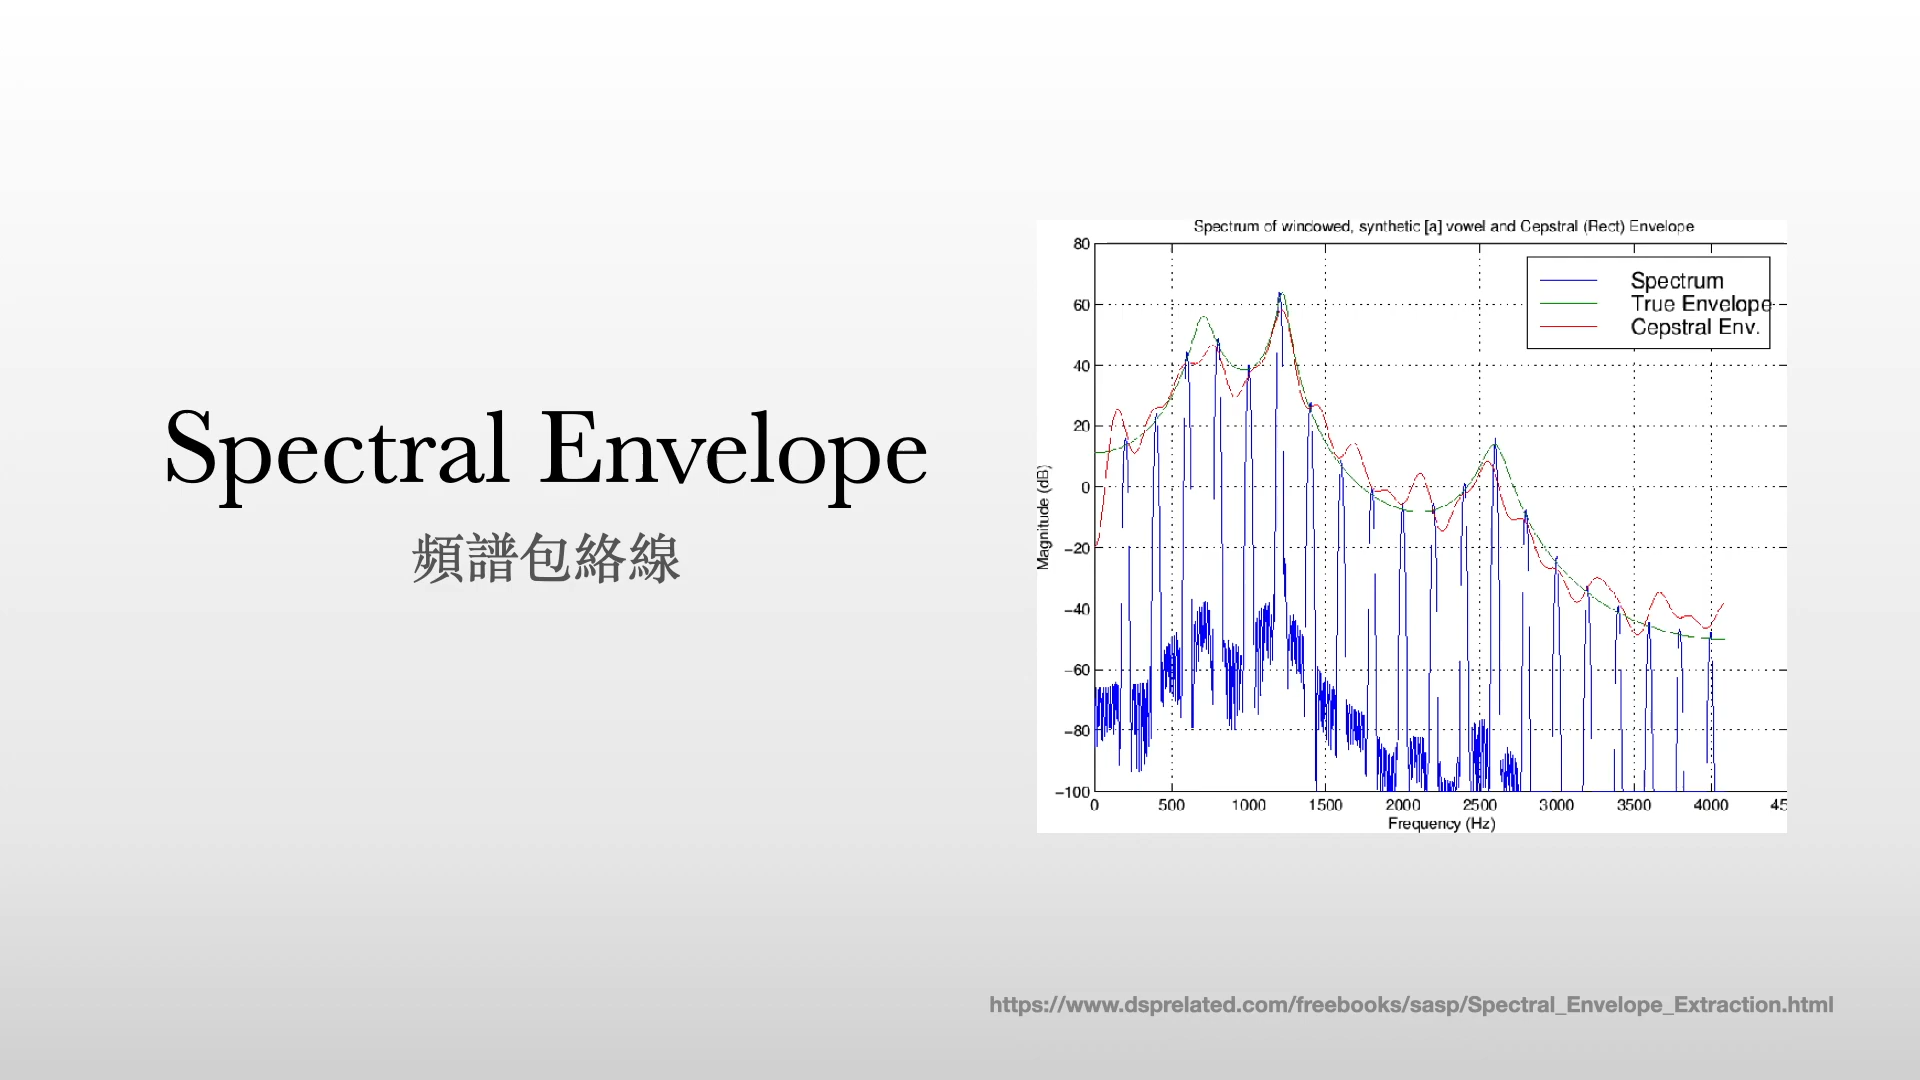 Spectral Envelope
頻譜包絡線
Spectrum of windowed, synthetic [a] vowel and Cepstral (Rect) Envelope
Spectrum
True Envelope
Cepstral Env.
Magnitude (dB)
80
60
40
20
0
−20
−40
−60
−80
−100
0 500 1000 1500 2000 2500 3000 3500 4000 45
Frequency (Hz)
https://www.dsprelated.com/freebooks/sasp/Spectral_Envelope_Extraction.html